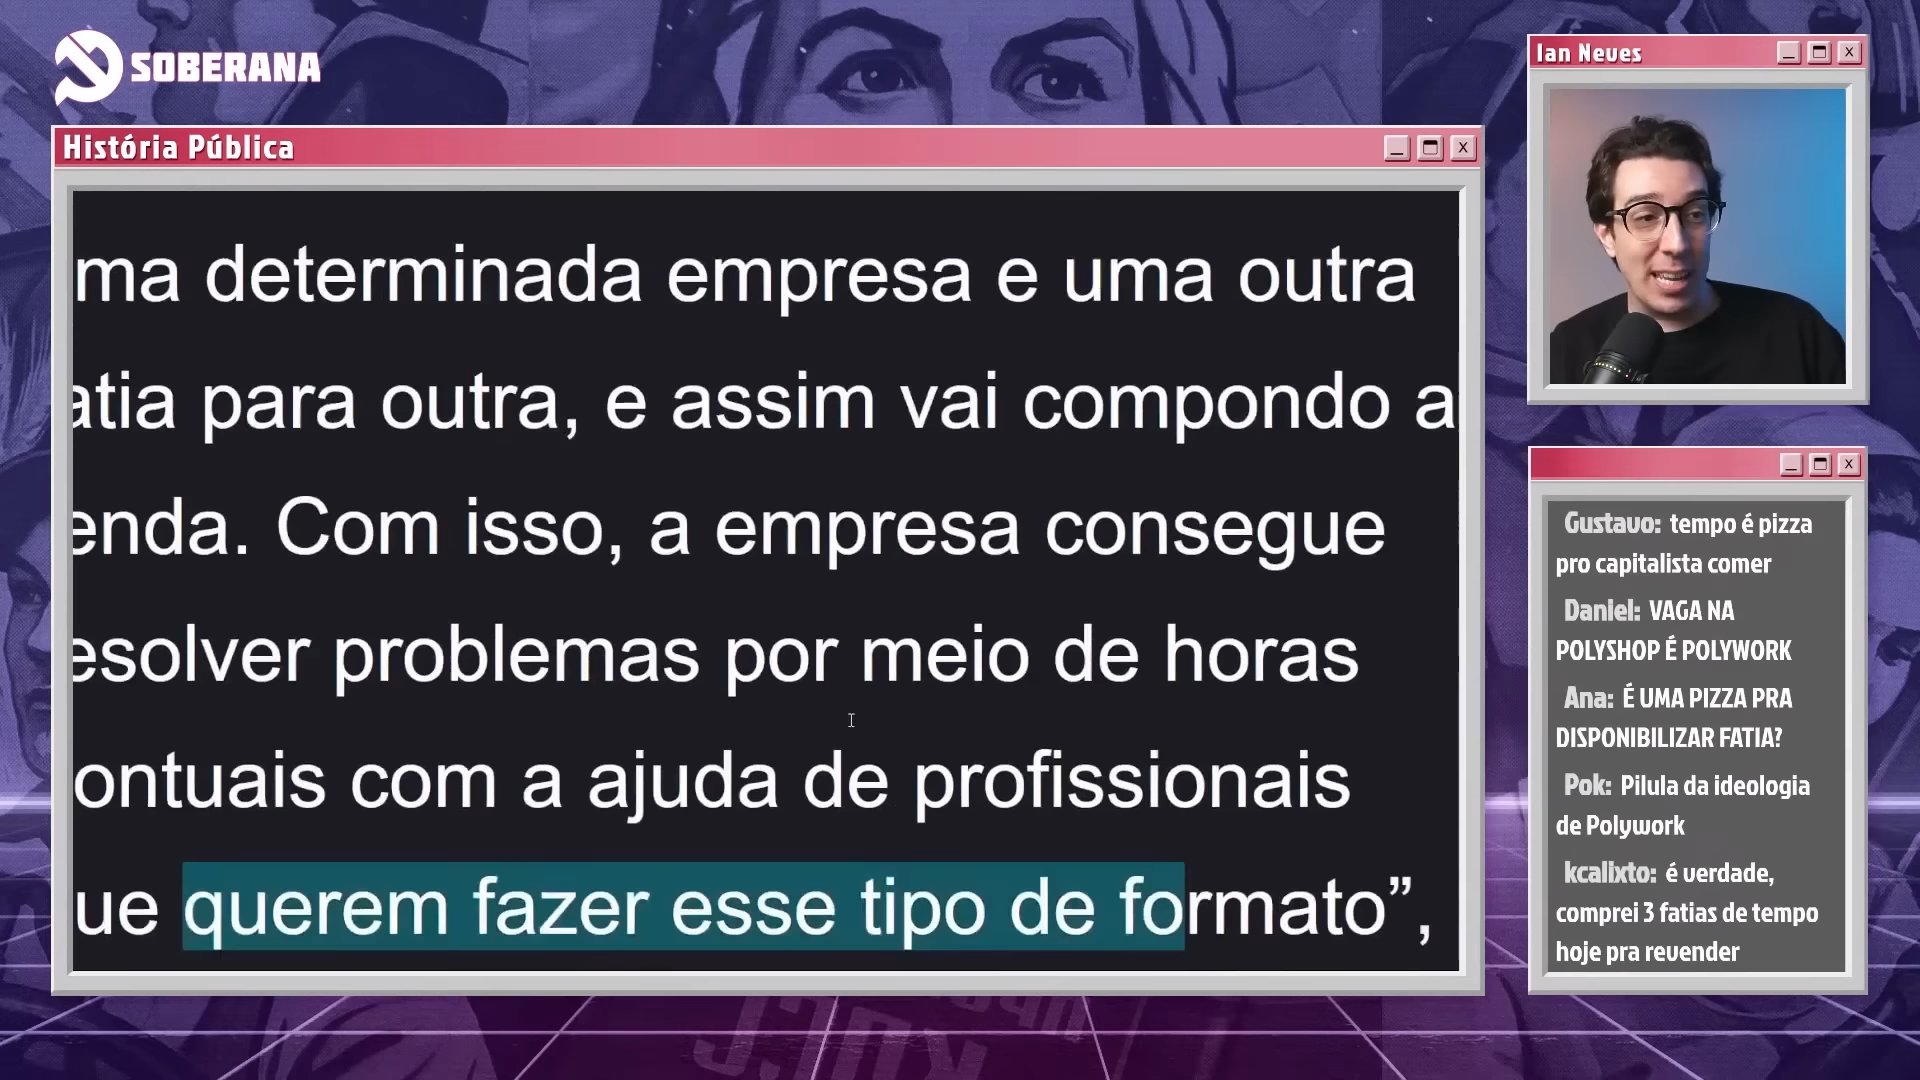 SOBERANA
História Pública
ma determinada empresa e uma outra
atia para outra, e assim vai compondo a
enda. Com isso, a empresa consegue
esolver problemas por meio de horas
ontuais com a ajuda de profissionais
ue querem fazer esse tipo de formato”,
Ian Neves
Gustavo: tempo é pizza
pro capitalista comer
Daniel: VAGA NA
POLYSHOP É POLYWORK
Ana: É UMA PIZZA PRA
DISPONIBILIZAR FATIA?
Pok: Pilula da ideologia
de Polywork
kcalixto: é verdade,
comprei 3 fatias de tempo
hoje pra revender